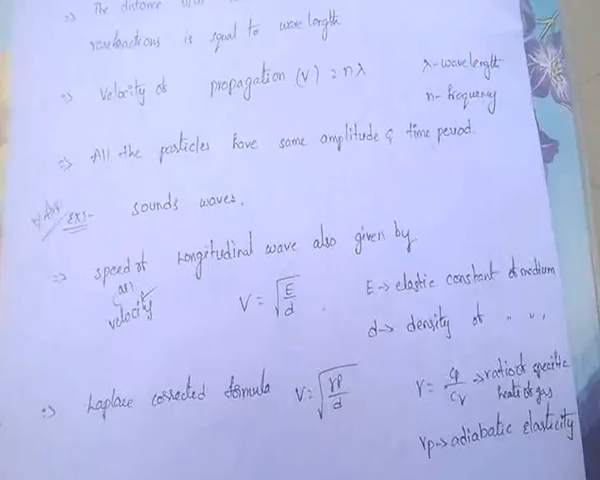 => The distance
rarefactions is equal to wave length
=> velocity of propagation (V) = nλ λ-wavelength
n- frequency
=> All the particles have same amplitude & time period
Ex:- sounds waves.
=> speed of longitudinal wave also given by
(or)
velocity V = √E/d E-> elastic constant of medium
d-> density of " "
=> Laplace corrected formula V = √γP/d γ = Cp/Cv -> ratio of specific
heats of gas
γp -> adiabatic elasticity